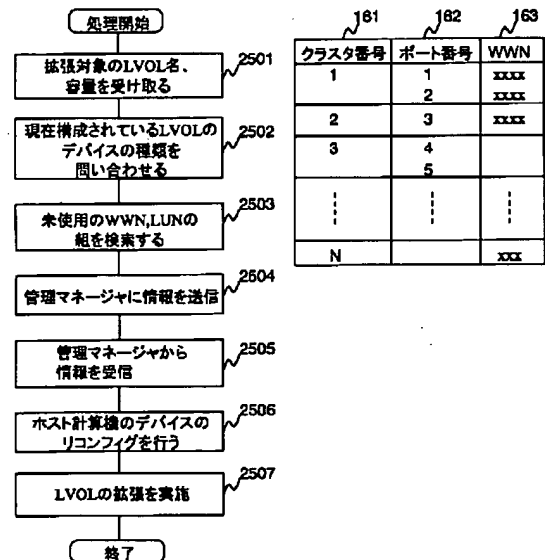 処理開始
拡張対象のLVOL名、
容量を受け取る
2501
現在構成されているLVOLの
デバイスの種類を
問い合わせる
2502
未使用のWWN,LUNの
組を検索する
2503
管理マネージャに情報を送信
2504
管理マネージャから
情報を受信
2505
ホスト計算機のデバイスの
リコンフィグを行う
2506
LVOLの拡張を実施
2507
終了
161 162 163
クラスタ番号 ポート番号 WWN
1 1 xxxx
2 xxxx
2 3 xxxx
3 4
5
N xxx